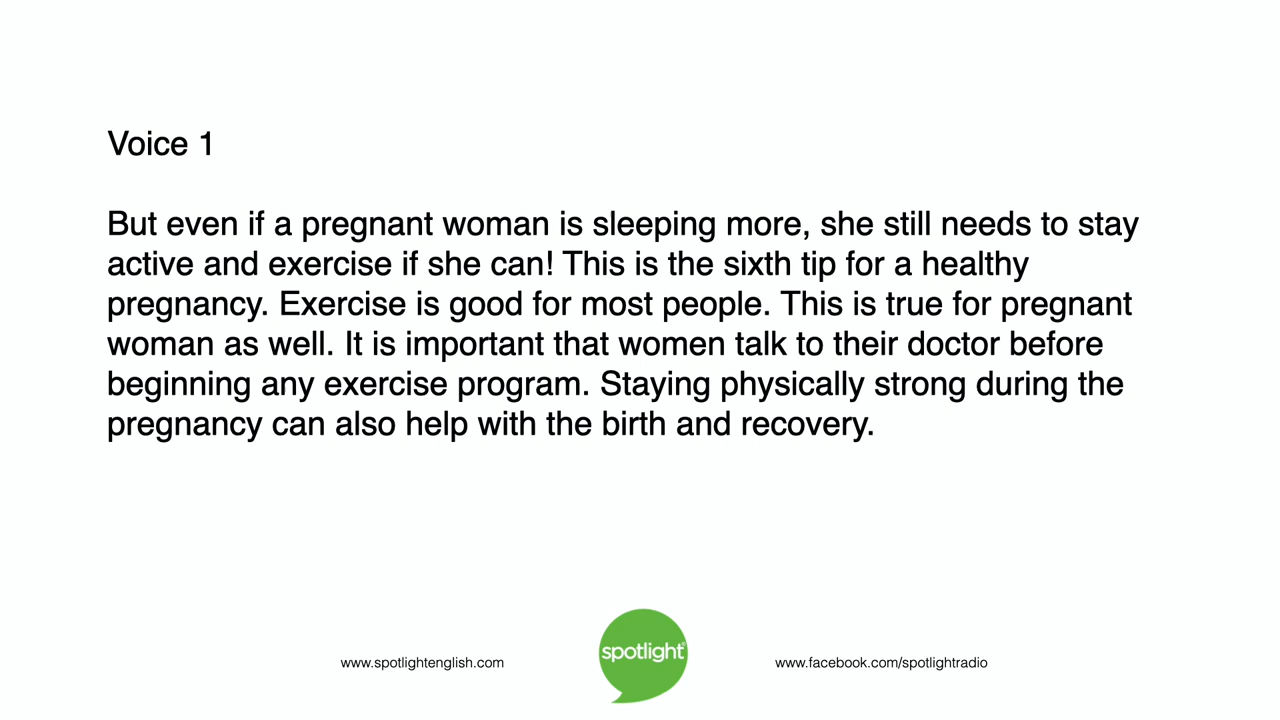 Voice 1
But even if a pregnant woman is sleeping more, she still needs to stay
active and exercise if she can! This is the sixth tip for a healthy
pregnancy. Exercise is good for most people. This is true for pregnant
woman as well. It is important that women talk to their doctor before
beginning any exercise program. Staying physically strong during the
pregnancy can also help with the birth and recovery.
www.spotlightenglish.com
spotlight®
www.facebook.com/spotlightradio